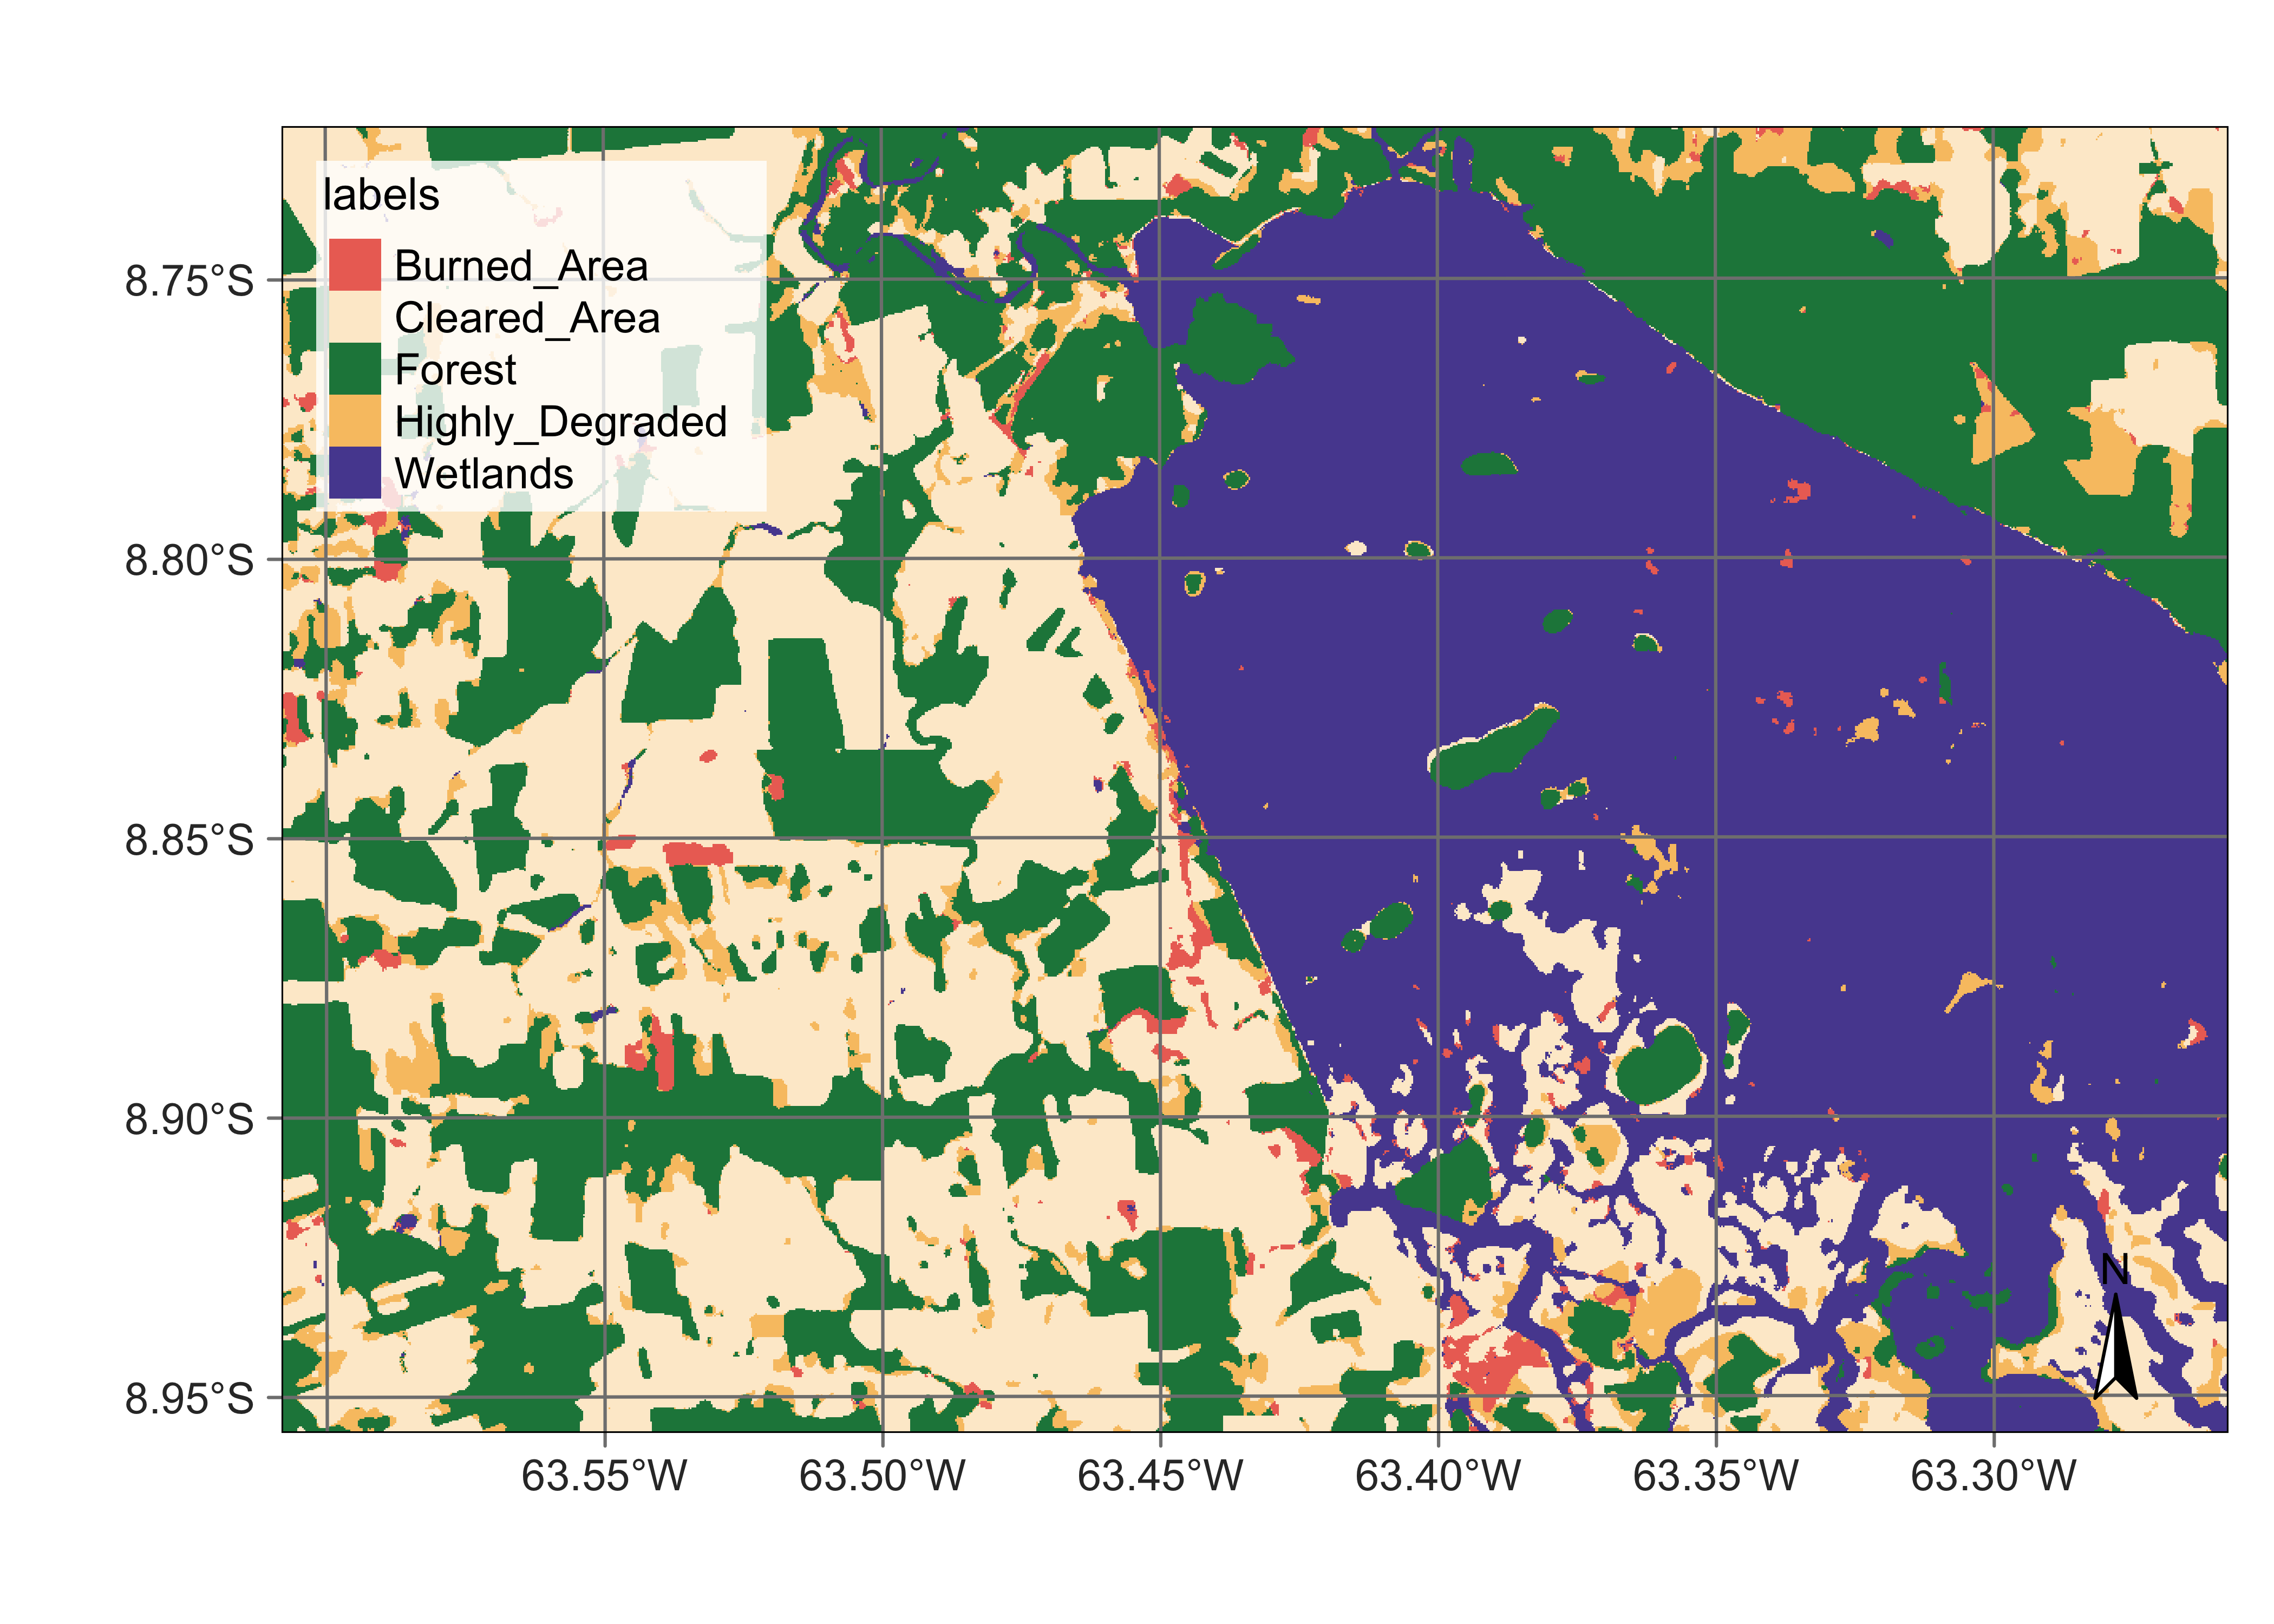 labels
Burned_Area
Cleared_Area
Forest
Highly_Degraded
Wetlands
8.75°S
8.80°S
8.85°S
8.90°S
8.95°S
N
63.55°W
63.50°W
63.45°W
63.40°W
63.35°W
63.30°W